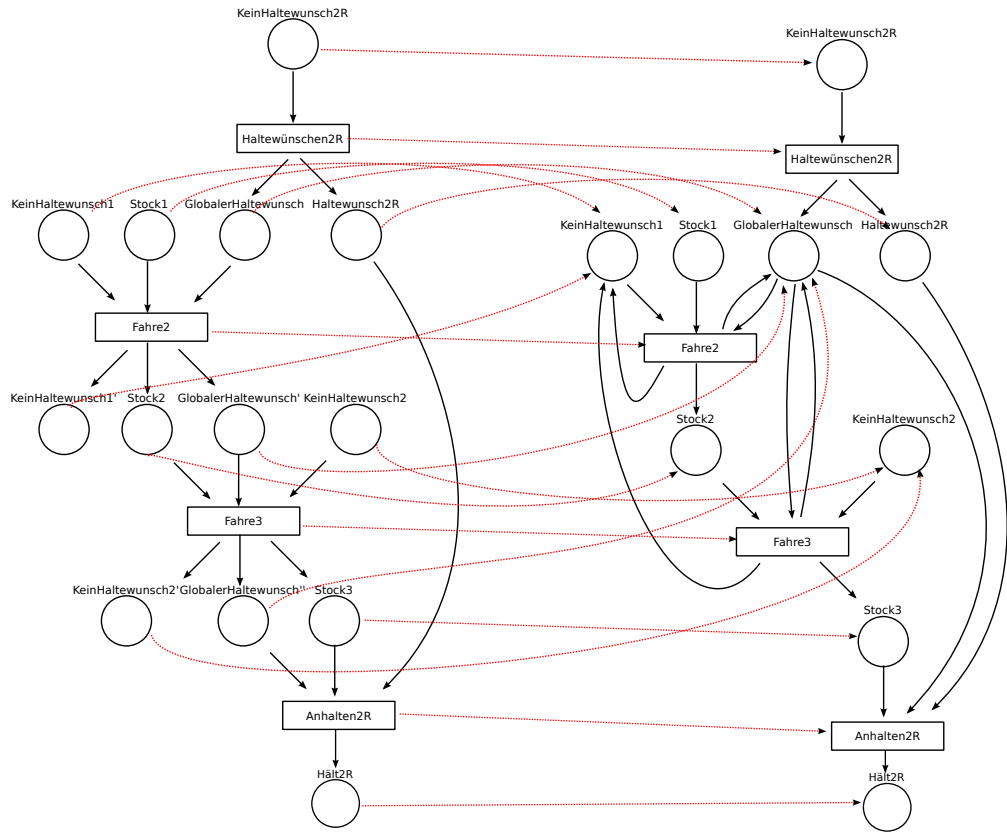 KeinHaltewunsch2R
KeinHaltewunsch2R
Haltewünschen2R
Haltewünschen2R
KeinHaltewunsch1
Stock1
GlobalerHaltewunsch
Haltewunsch2R
KeinHaltewunsch1
Stock1
GlobalerHaltewunsch
Haltewunsch2R
Fahre2
Fahre2
KeinHaltewunsch1'
Stock2
GlobalerHaltewunsch'
KeinHaltewunsch2
Stock2
KeinHaltewunsch2
Fahre3
Fahre3
KeinHaltewunsch2'
GlobalerHaltewunsch''
Stock3
Stock3
Anhalten2R
Anhalten2R
Hält2R
Hält2R